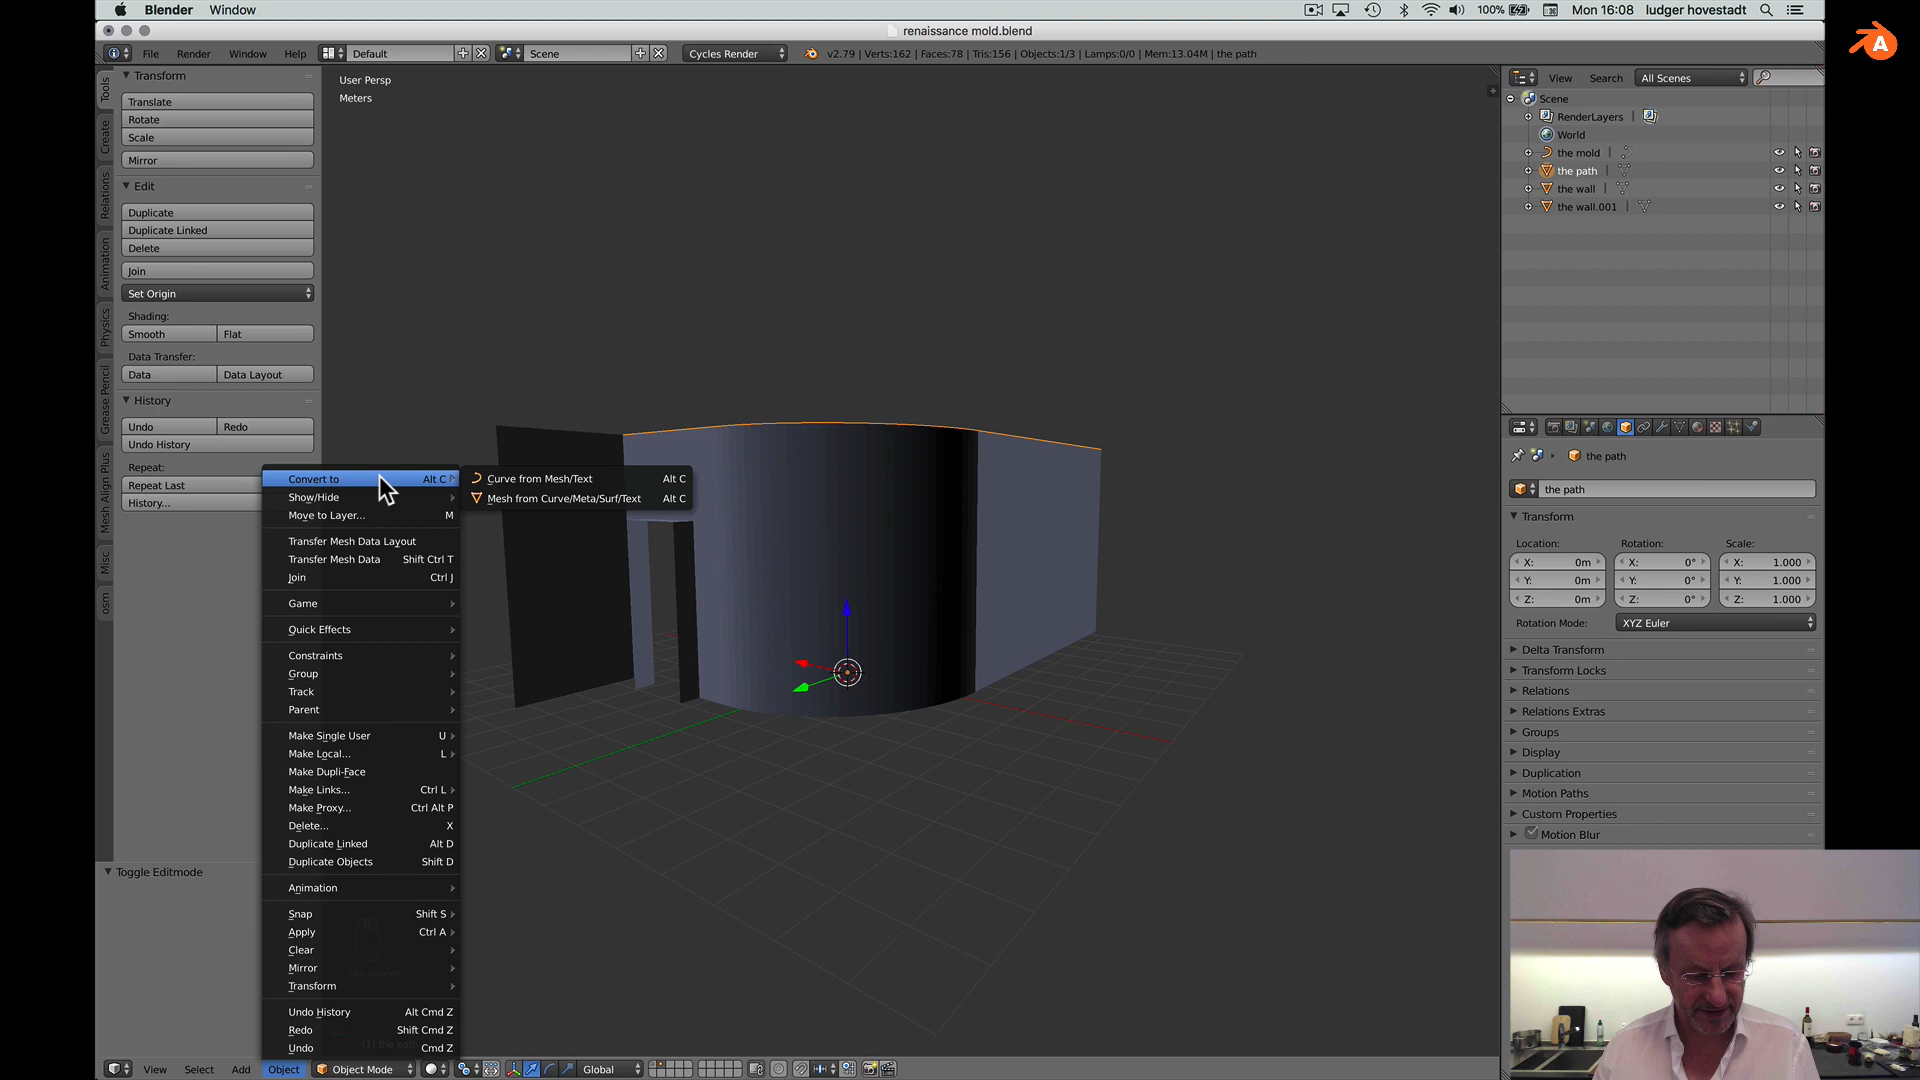 Blender Window 100% Mon 16:08 ludger hovestadt
renaissance mold.blend
File Render Window Help Default Scene Cycles Render v2.79 | Verts:162 | Faces:78 | Tris:156 | Objects:1/3 | Lamps:0/0 | Mem:13.04M | the path
Tools
Create
Relations
Animation
Physics
Grease Pencil
Mesh Align Plus
Misc
osm
Transform
Translate
Rotate
Scale
Mirror
Edit
Duplicate
Duplicate Linked
Delete
Join
Set Origin
Shading:
Smooth Flat
Data Transfer:
Data Data Layout
History
Undo Redo
Undo History
Repeat:
Repeat Last
History...
Toggle Editmode
User Persp
Meters
Convert to Alt C
Show/Hide
Move to Layer... M
Transfer Mesh Data Layout
Transfer Mesh Data Shift Ctrl T
Join Ctrl J
Game
Quick Effects
Constraints
Group
Track
Parent
Make Single User U
Make Local... L
Make Dupli-Face
Make Links... Ctrl L
Make Proxy... Ctrl Alt P
Delete... X
Duplicate Linked Alt D
Duplicate Objects Shift D
Animation
Snap Shift S
Apply Ctrl A
Clear
Mirror
Transform
Undo History Alt Cmd Z
Redo Shift Cmd Z
Undo Cmd Z
Curve from Mesh/Text Alt C
Mesh from Curve/Meta/Surf/Text Alt C
View Select Add Object Object Mode Global
View Search All Scenes
Scene
RenderLayers
World
the mold
the path
the wall
the wall.001
the path
the path
Transform
Location: Rotation: Scale:
X: 0m X: 0° X: 1.000
Y: 0m Y: 0° Y: 1.000
Z: 0m Z: 0° Z: 1.000
Rotation Mode: XYZ Euler
Delta Transform
Transform Locks
Relations
Relations Extras
Groups
Display
Duplication
Motion Paths
Custom Properties
Motion Blur
A